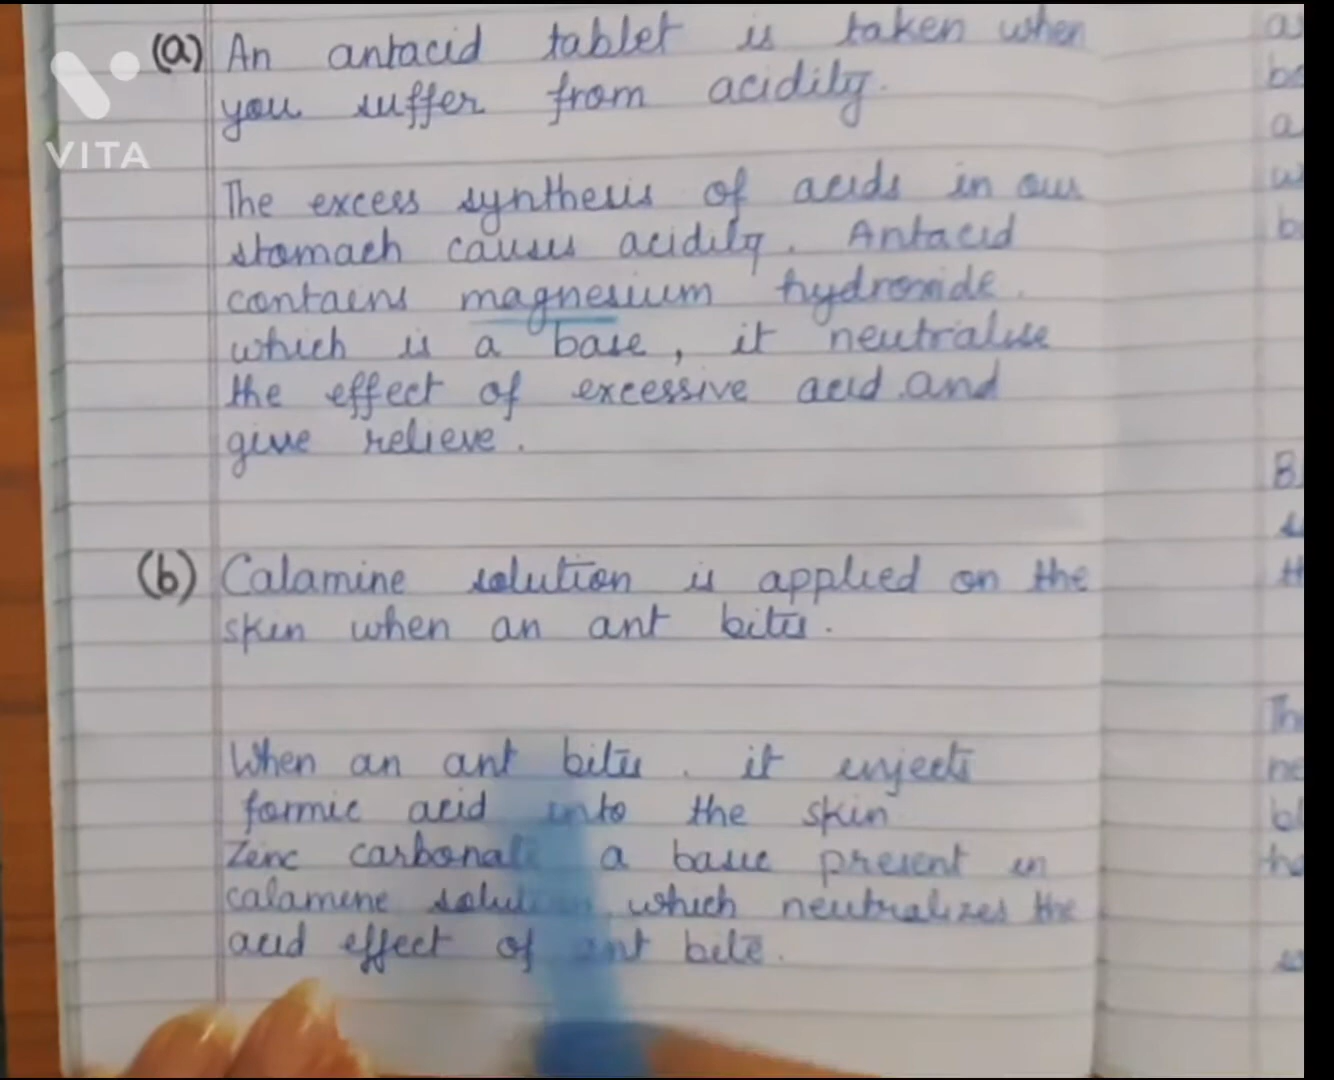 VITA
(a) An antacid tablet is taken when
you suffer from acidity.
The excess synthesis of acids in our
stomach causes acidity. Antacid
contains magnesium hydroxide
which is a base, it neutralise
the effect of excessive acid and
give relieve.
(b) Calamine solution is applied on the
skin when an ant bites.
When an ant bites. it injects
formic acid into the skin
Zinc carbonate a base present in
calamine solution which neutralizes the
acid effect of ant bite.